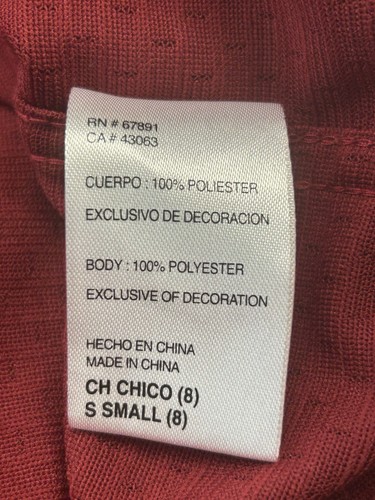 RN # 67891
CA # 43063
CUERPO : 100% POLIESTER
EXCLUSIVO DE DECORACION
BODY : 100% POLYESTER
EXCLUSIVE OF DECORATION
HECHO EN CHINA
MADE IN CHINA
CH CHICO (8)
S SMALL (8)